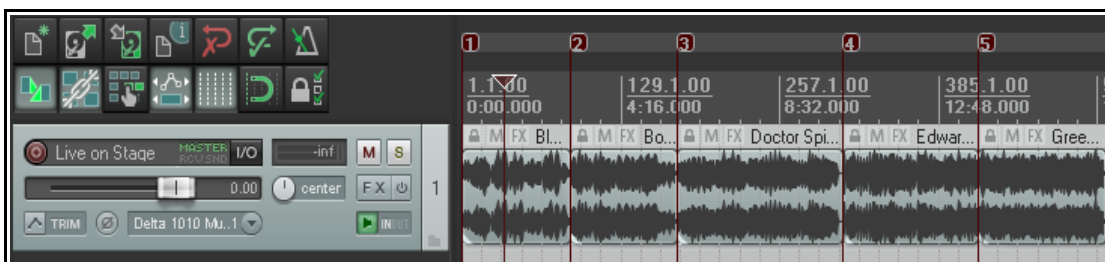 1 2 3 4 5
1.1.00 129.1.00 257.1.00 385.1.00
0:00.000 4:16.000 8:32.000 12:48.000
M FX Bl... M FX Bo... M FX Doctor Spi... M FX Edwar... M FX Gree...
Live on Stage MASTER RCV SND I/O -inf M S
0.00 center FX 1
TRIM Delta 1010 Mu..1 IN OUT